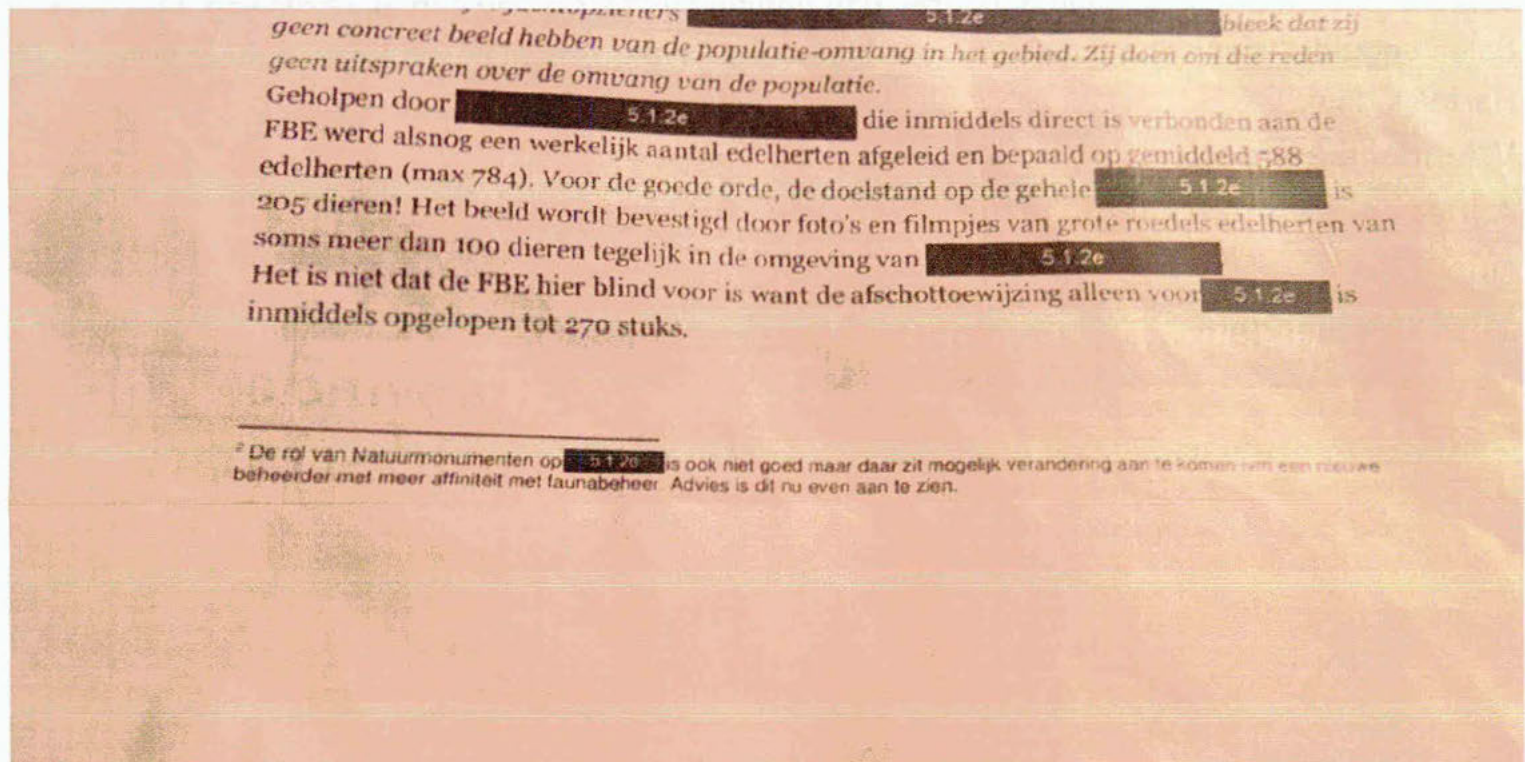 5.1.2e bleek dat zij
geen concreet beeld hebben van de populatie-omvang in het gebied. Zij doen om die reden
geen uitspraken over de omvang van de populatie.
Geholpen door 5.1.2e die inmiddels direct is verbonden aan de
FBE werd alsnog een werkelijk aantal edelherten afgeleid en bepaald op gemiddeld 588
edelherten (max 784). Voor de goede orde, de doelstand op de gehele 5.1.2e is
205 dieren! Het beeld wordt bevestigd door foto's en filmpjes van grote roedels edelherten van
soms meer dan 100 dieren tegelijk in de omgeving van 5.1.2e
Het is niet dat de FBE hier blind voor is want de afschottoewijzing alleen voor 5.1.2e is
inmiddels opgelopen tot 270 stuks.
2 De rol van Natuurmonumenten op 5.1.2e is ook niet goed maar daar zit mogelijk verandering aan te komen ivm een nieuwe
beheerder met meer affiniteit met faunabeheer. Advies is dit nu even aan te zien.